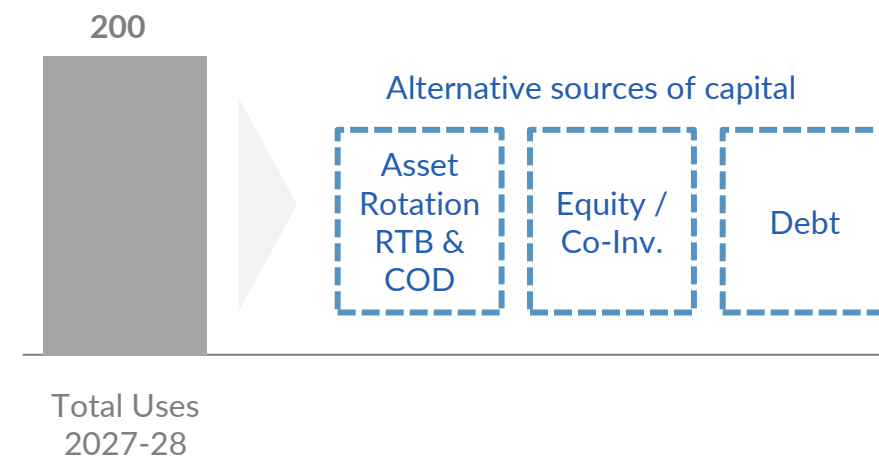 200
Alternative sources of capital
Asset
Rotation
RTB &
COD
Equity /
Co-Inv.
Debt
Total Uses
2027-28